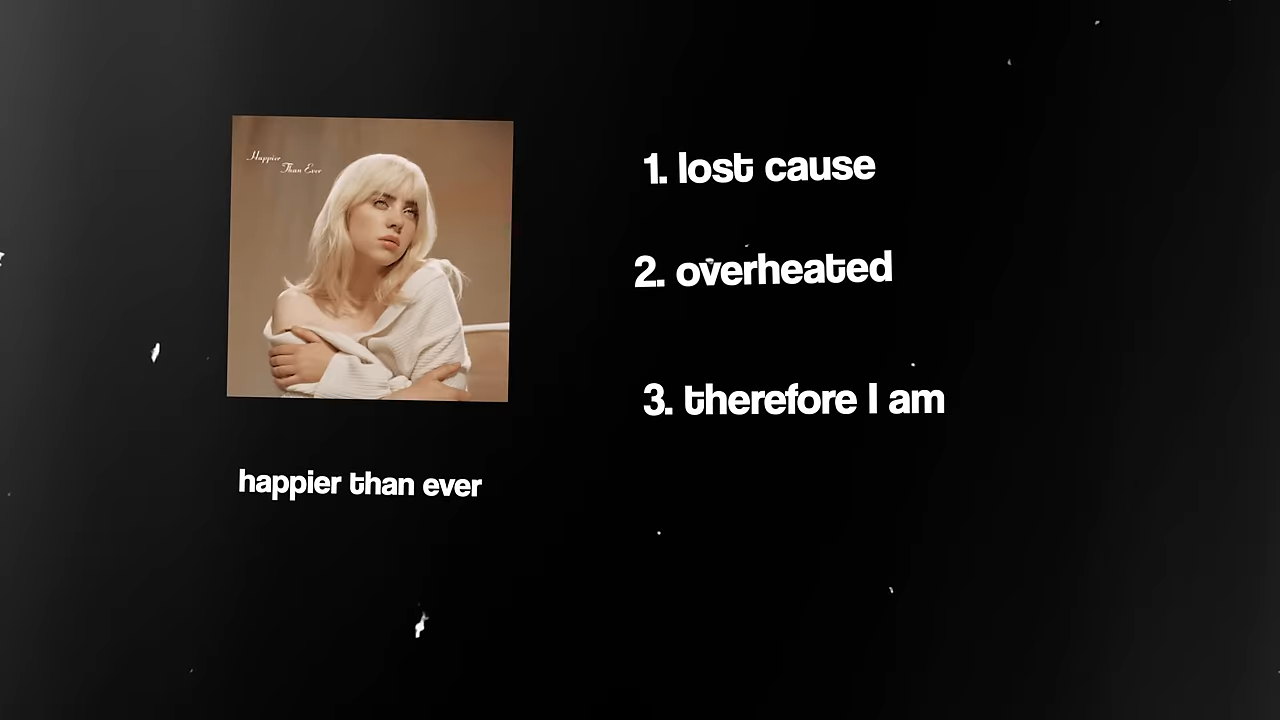 Happier
Than Ever
happier than ever
1. lost cause
2. overheated
3. therefore I am